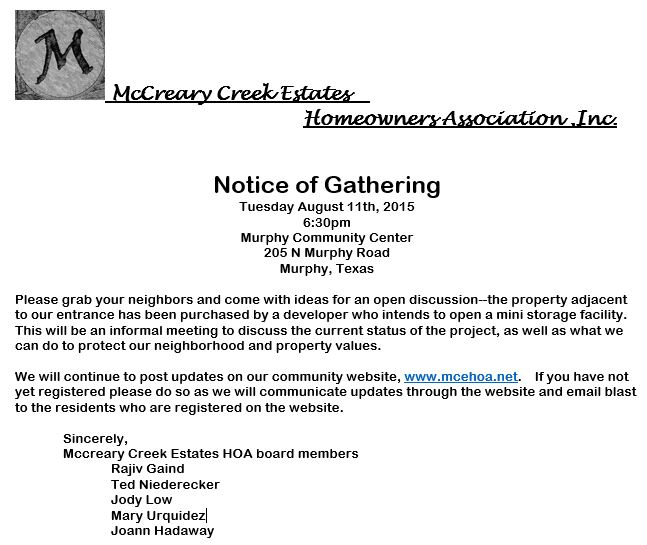 M
McCreary Creek Estates
Homeowners Association ,Inc.
Notice of Gathering
Tuesday August 11th, 2015
6:30pm
Murphy Community Center
205 N Murphy Road
Murphy, Texas
Please grab your neighbors and come with ideas for an open discussion--the property adjacent
to our entrance has been purchased by a developer who intends to open a mini storage facility.
This will be an informal meeting to discuss the current status of the project, as well as what we
can do to protect our neighborhood and property values.
We will continue to post updates on our community website, www.mcehoa.net. If you have not
yet registered please do so as we will communicate updates through the website and email blast
to the residents who are registered on the website.
Sincerely,
Mccreary Creek Estates HOA board members
Rajiv Gaind
Ted Niederecker
Jody Low
Mary Urquidez
Joann Hadaway